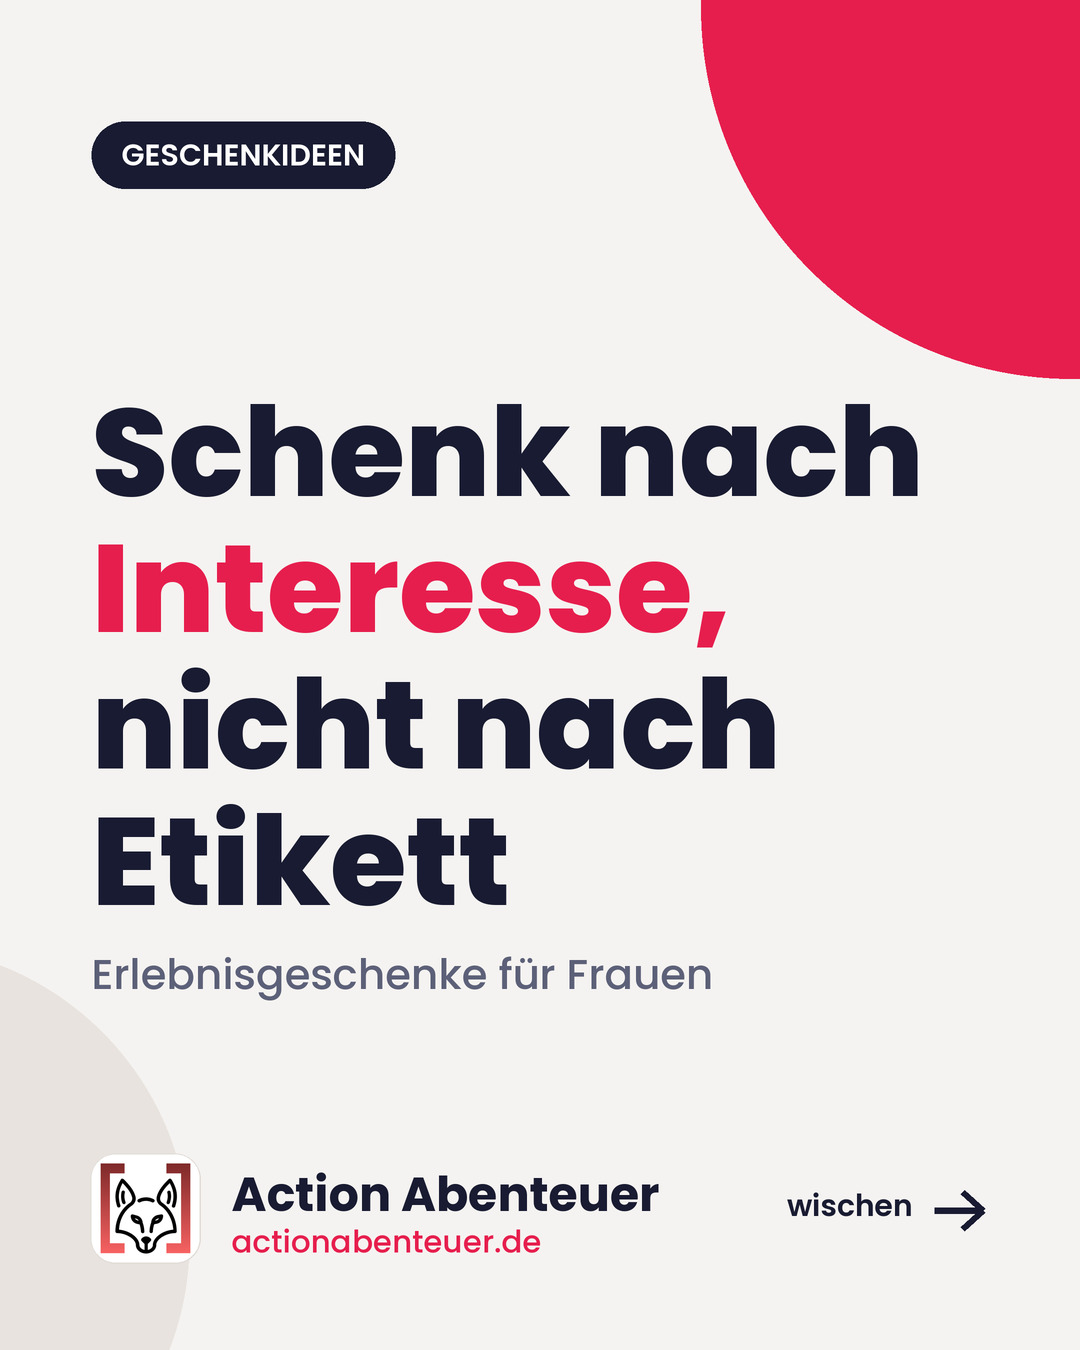 GESCHENKIDEEN
Schenk nach
Interesse,
nicht nach
Etikett
Erlebnisgeschenke für Frauen
Action Abenteuer
actionabenteuer.de
wischen